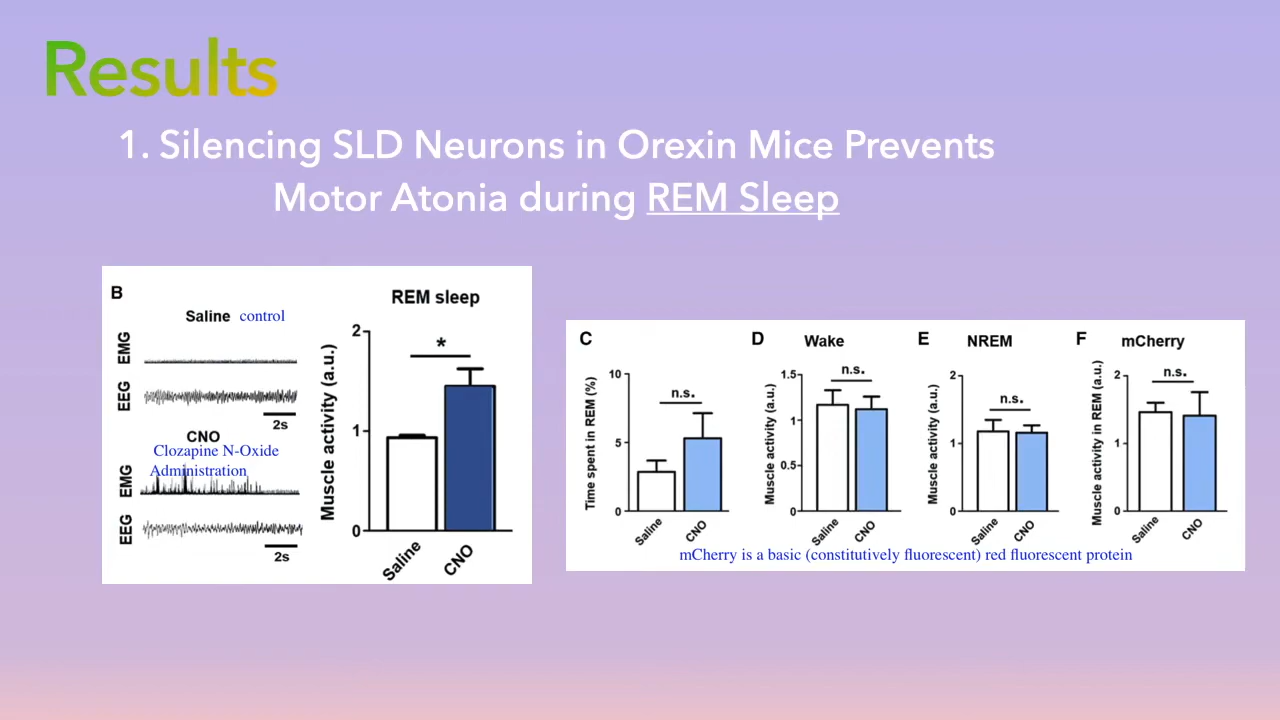 Results
1. Silencing SLD Neurons in Orexin Mice Prevents
Motor Atonia during REM Sleep
B
Saline control
EMG
EEG
2s
CNO
Clozapine N-Oxide
Administration
EMG
EEG
2s
REM sleep
Muscle activity (a.u.)
2
1
0
*
Saline
CNO
C
Time spent in REM (%)
10
5
0
n.s.
Saline
CNO
D
Wake
Muscle activity (a.u.)
1.5
1
0.5
0
n.s.
Saline
CNO
E
NREM
Muscle activity (a.u.)
2
1
0
n.s.
Saline
CNO
F
mCherry
Muscle activity in REM (a.u.)
2
1
0
n.s.
Saline
CNO
mCherry is a basic (constitutively fluorescent) red fluorescent protein